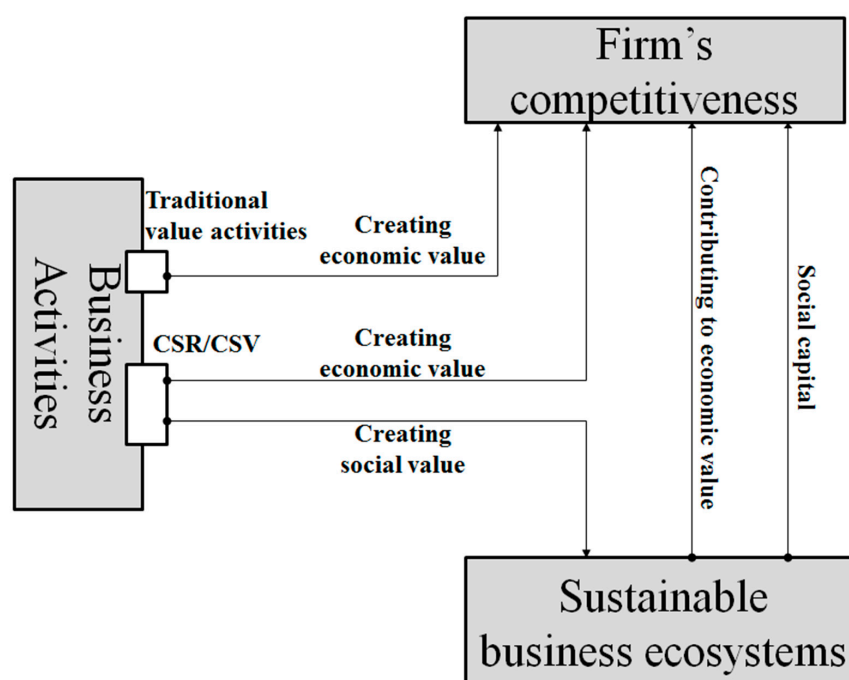 Firm's
competitiveness
Traditional
value activities
Creating
economic value
Business
Activities
CSR/CSV
Creating
economic value
Creating
social value
Contributing to economic value
Social capital
Sustainable
business ecosystems